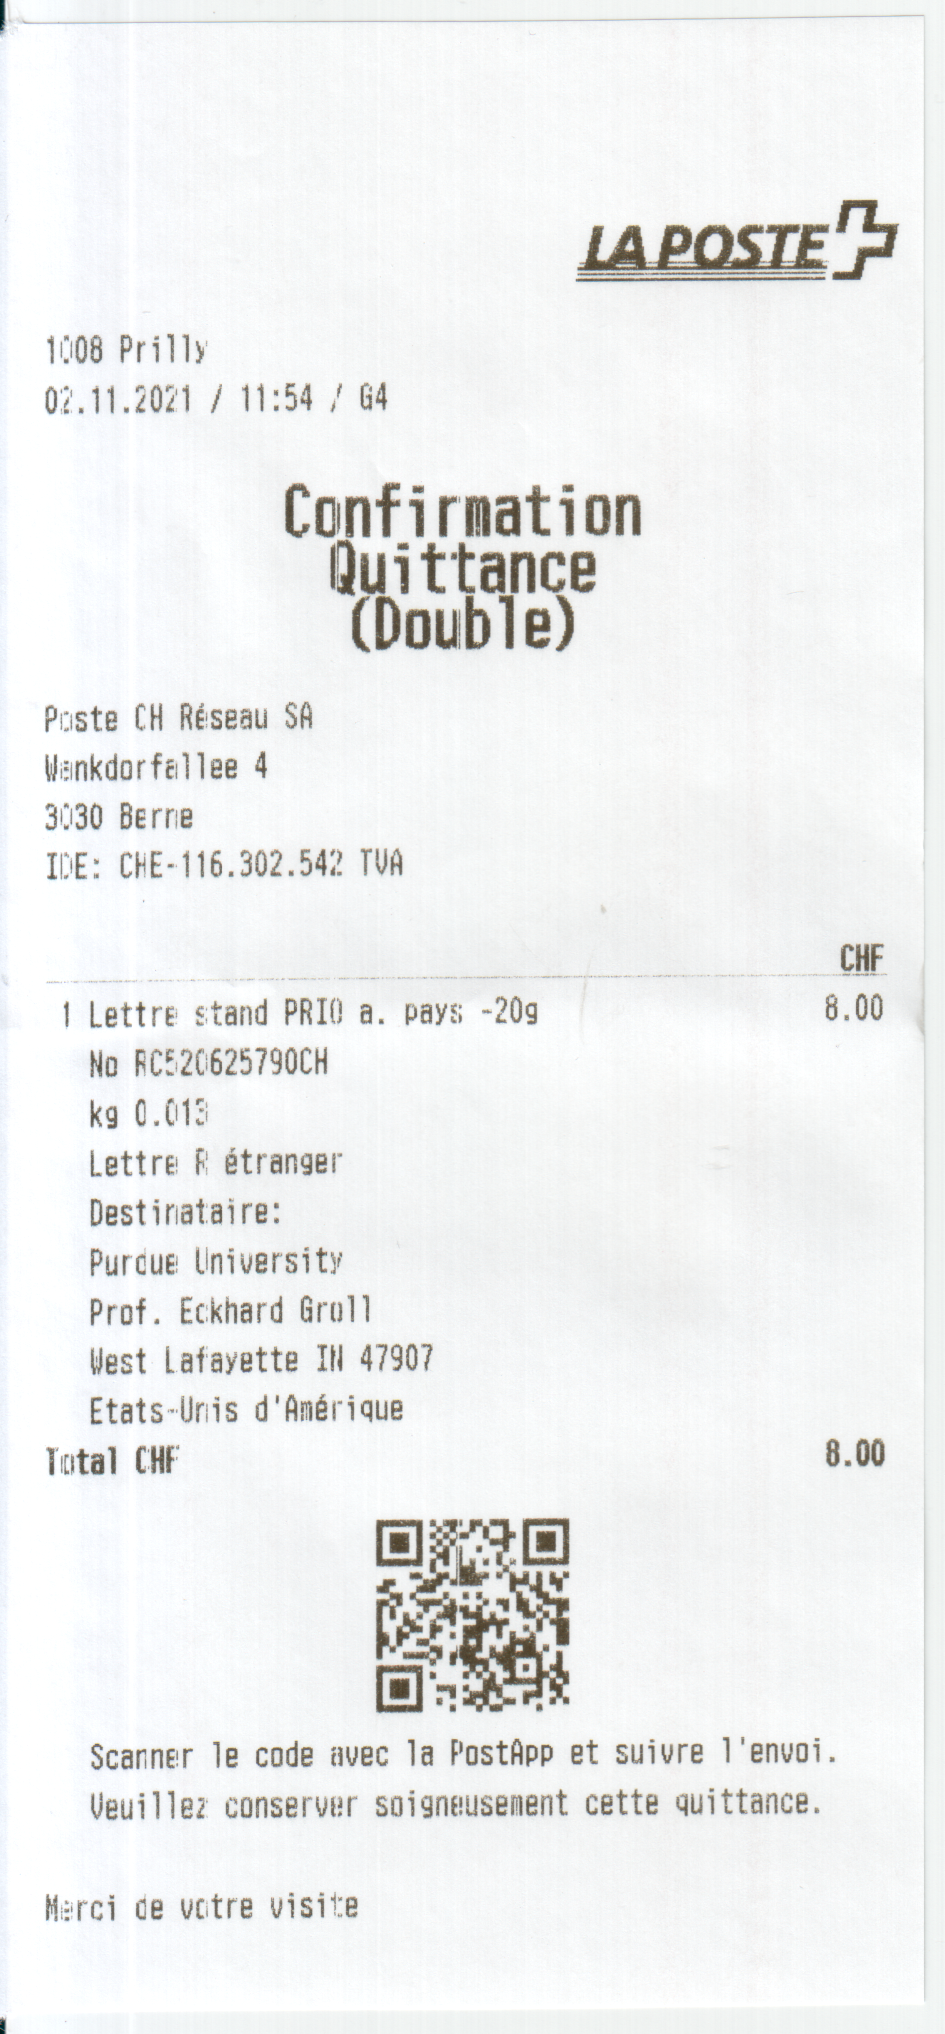 LA POSTE
1008 Prilly
02.11.2021 / 11:54 / G4
Confirmation
Quittance
(Double)
Poste CH Réseau SA
Wankdorfallee 4
3030 Berne
IDE: CHE-116.302.542 TVA
CHF
1 Lettre stand PRIO a. pays -20g 8.00
No RC520625790CH
kg 0.013
Lettre R étranger
Destinataire:
Purdue University
Prof. Eckhard Groll
West Lafayette IN 47907
Etats-Unis d'Amérique
Total CHF 8.00
Scanner le code avec la PostApp et suivre l'envoi.
Veuillez conserver soigneusement cette quittance.
Merci de votre visite